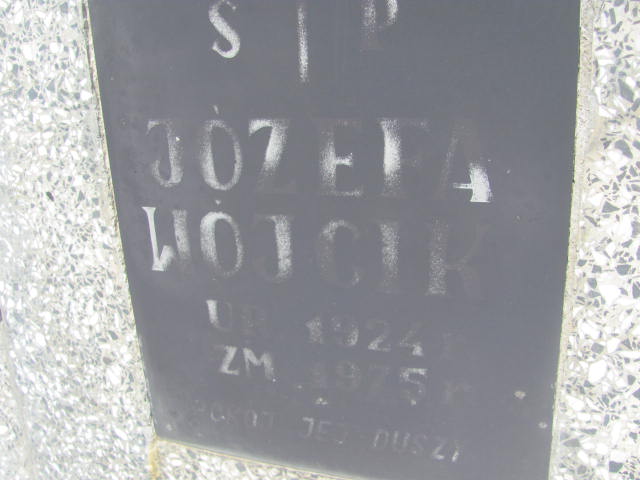 Ś P
JÓZEFA
WÓJCIK
UR 1924 r
ZM 1975 r
POKÓJ JEJ DUSZY